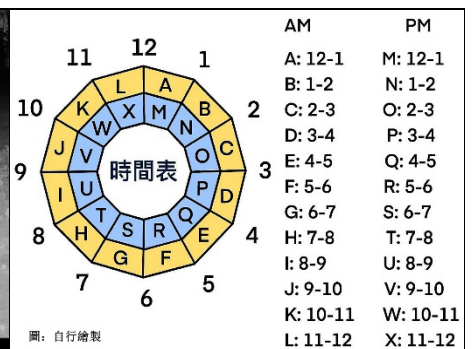 12
1
2
3
4
5
6
7
8
9
10
11
A
B
C
D
E
F
G
H
I
J
K
L
M
N
O
P
Q
R
S
T
U
V
W
X
時間表
圖：自行繪製
AM PM
A: 12-1 M: 12-1
B: 1-2 N: 1-2
C: 2-3 O: 2-3
D: 3-4 P: 3-4
E: 4-5 Q: 4-5
F: 5-6 R: 5-6
G: 6-7 S: 6-7
H: 7-8 T: 7-8
I: 8-9 U: 8-9
J: 9-10 V: 9-10
K: 10-11 W: 10-11
L: 11-12 X: 11-12